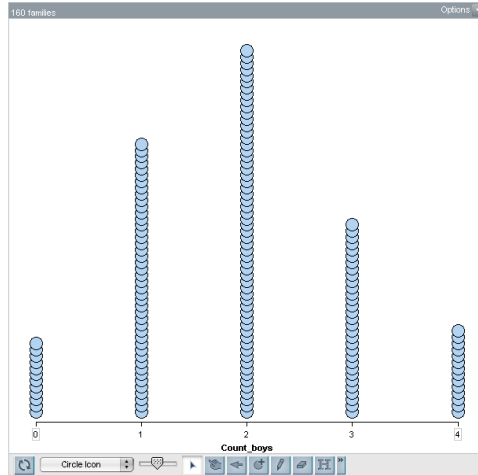 160 families
Options
0 1 2 3 4
Count_boys
Circle Icon